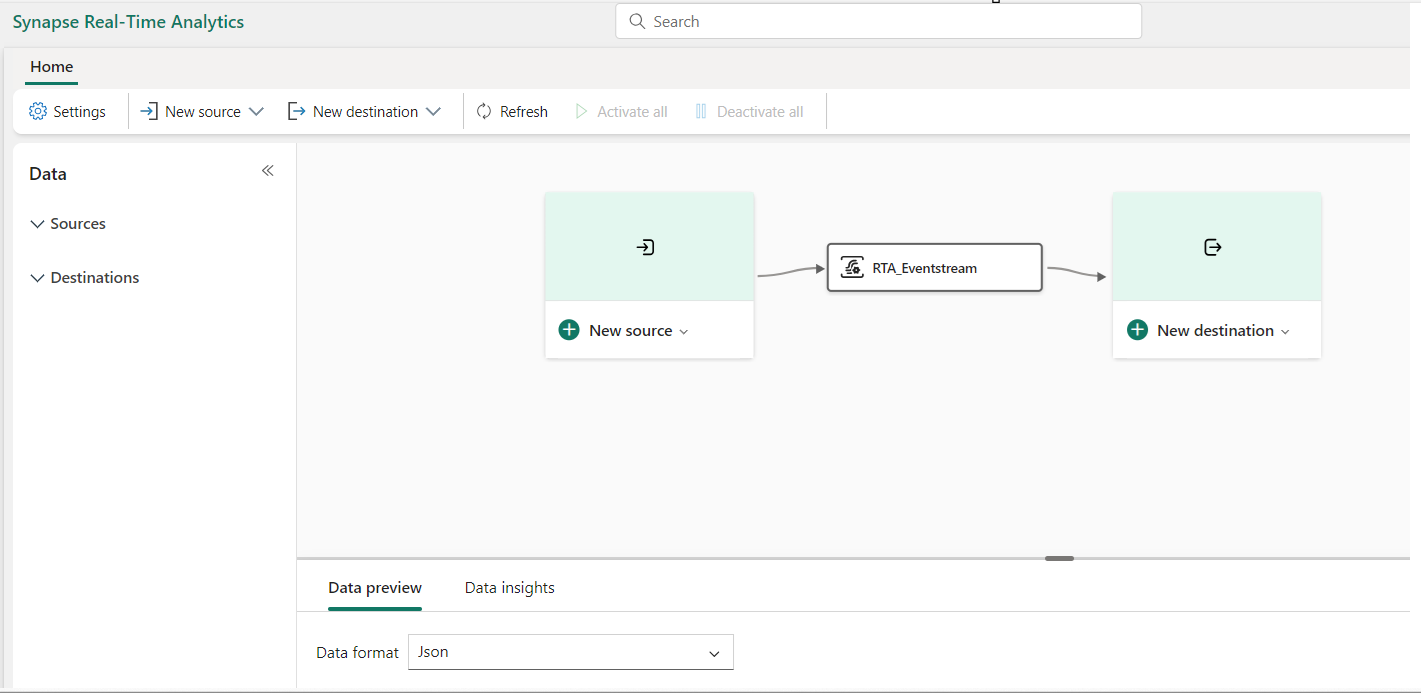 Synapse Real-Time Analytics
Search
Home
Settings
New source
New destination
Refresh
Activate all
Deactivate all
Data
Sources
Destinations
New source
RTA_Eventstream
New destination
Data preview
Data insights
Data format
Json